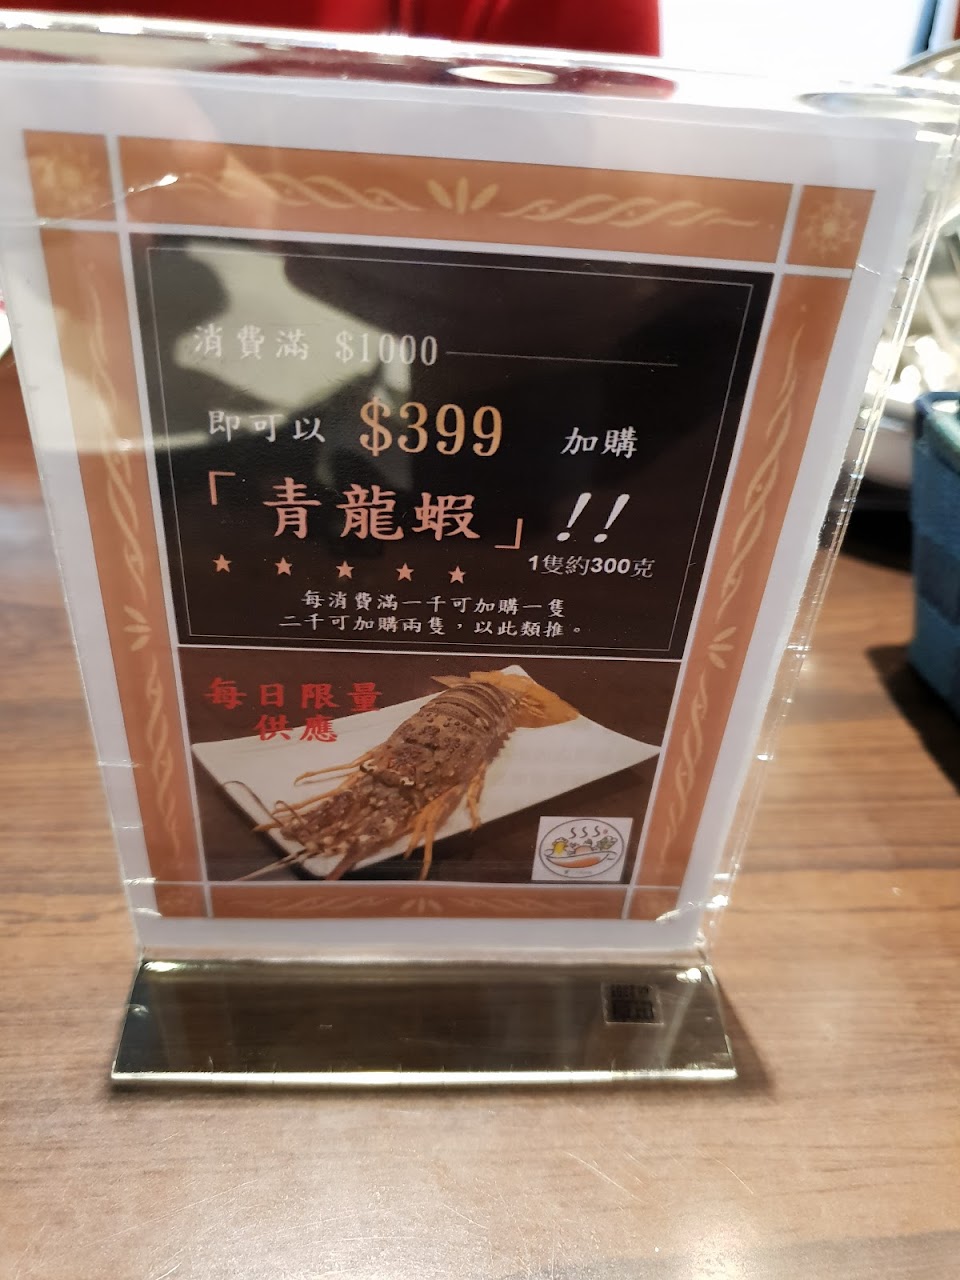 消費滿 $1000
即可以 $399 加購
「青龍蝦」!!
1隻約300克
每消費滿一千可加購一隻
二千可加購兩隻，以此類推。
每日限量
供應